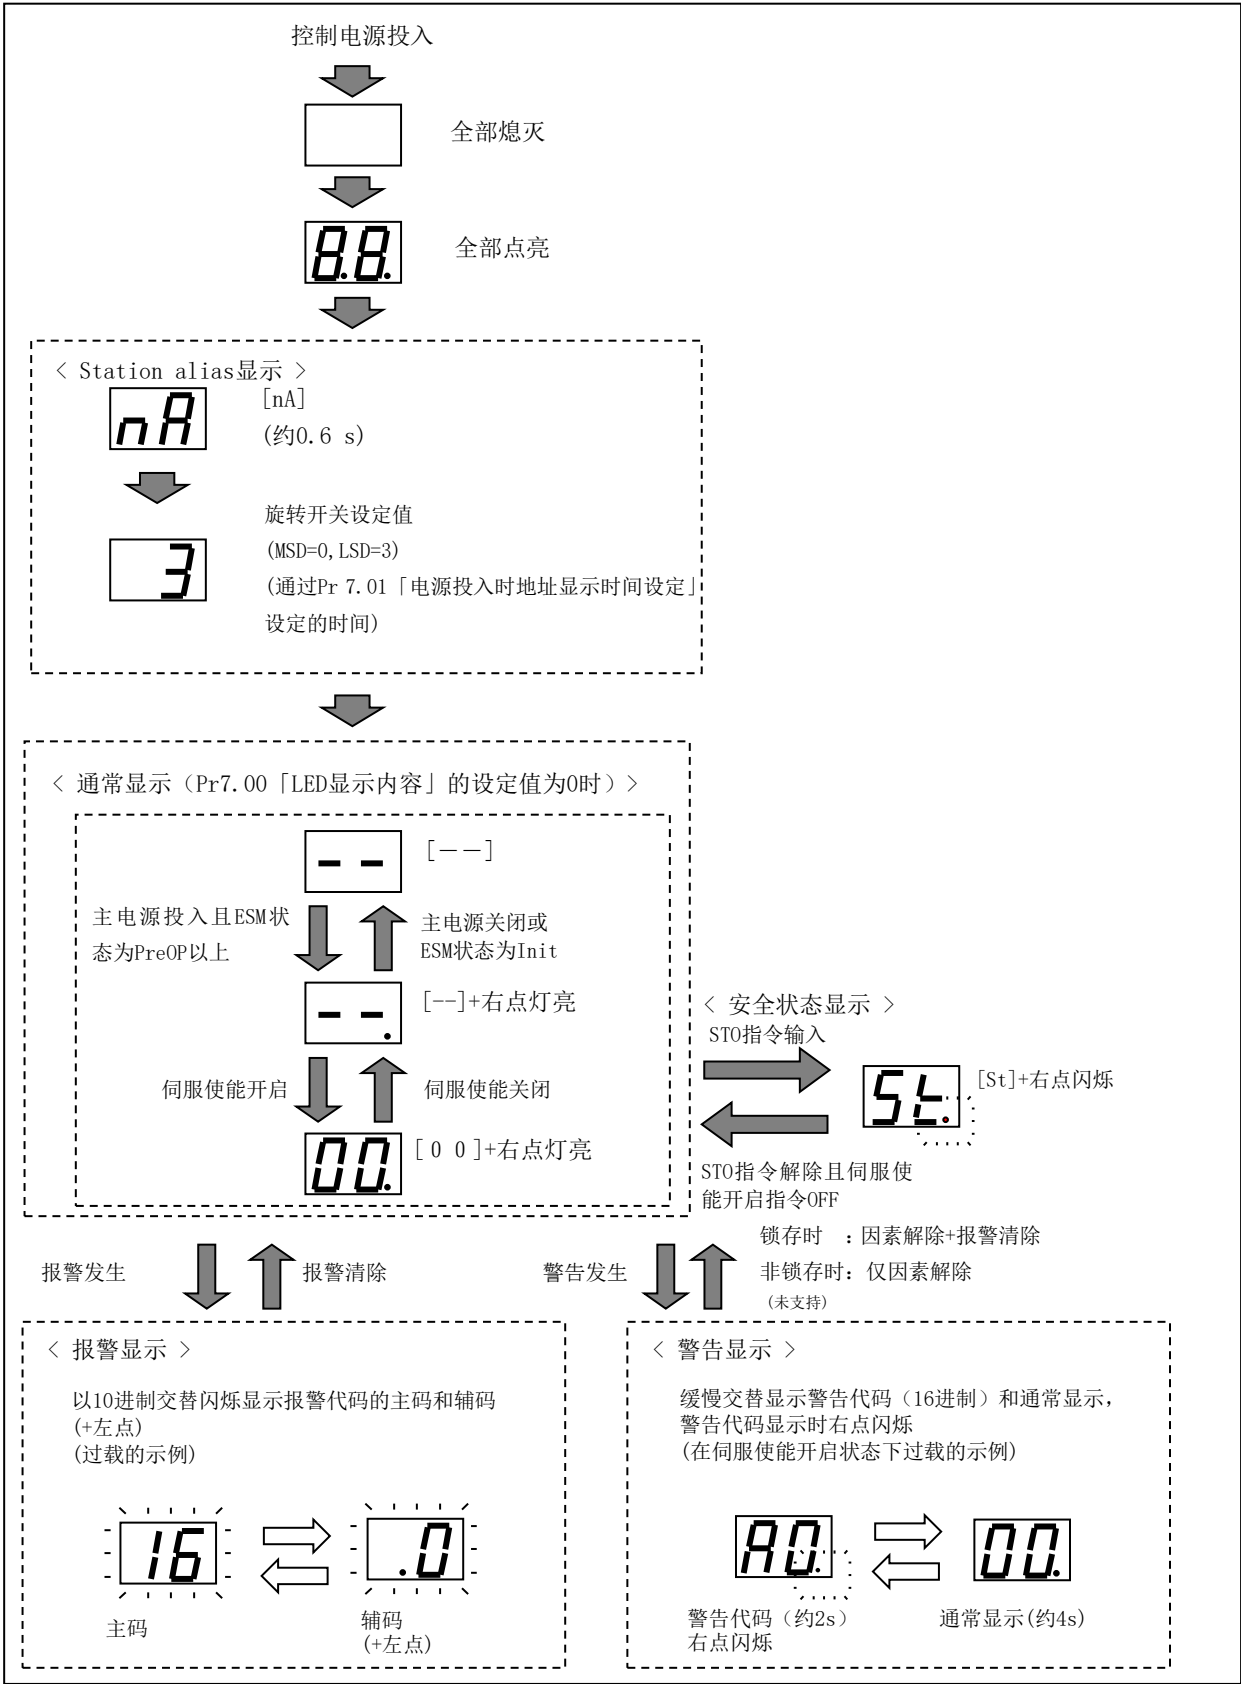 控制电源投入
全部熄灭
8.8.
全部点亮
< Station alias显示 >
nA
[nA]
(约0.6 s)
3
旋转开关设定值
(MSD=0,LSD=3)
(通过Pr 7.01「电源投入时地址显示时间设定」
设定的时间)
< 通常显示（Pr7.00「LED显示内容」的设定值为0时）>
--
[－－]
主电源投入且ESM状
态为PreOP以上
主电源关闭或
ESM状态为Init
--.
[--]+右点灯亮
伺服使能开启
伺服使能关闭
00.
[ 0 0 ]+右点灯亮
< 安全状态显示 >
STO指令输入
St.
[St]+右点闪烁
STO指令解除且伺服使
能开启指令OFF
报警发生
报警清除
警告发生
锁存时　：因素解除+报警清除
非锁存时：仅因素解除
(未支持)
< 报警显示 >
以10进制交替闪烁显示报警代码的主码和辅码
(+左点)
(过载的示例)
16
.0
主码
辅码
(+左点)
< 警告显示 >
缓慢交替显示警告代码（16进制）和通常显示，
警告代码显示时右点闪烁
(在伺服使能开启状态下过载的示例)
A0.
00.
警告代码（约2s）
右点闪烁
通常显示(约4s)